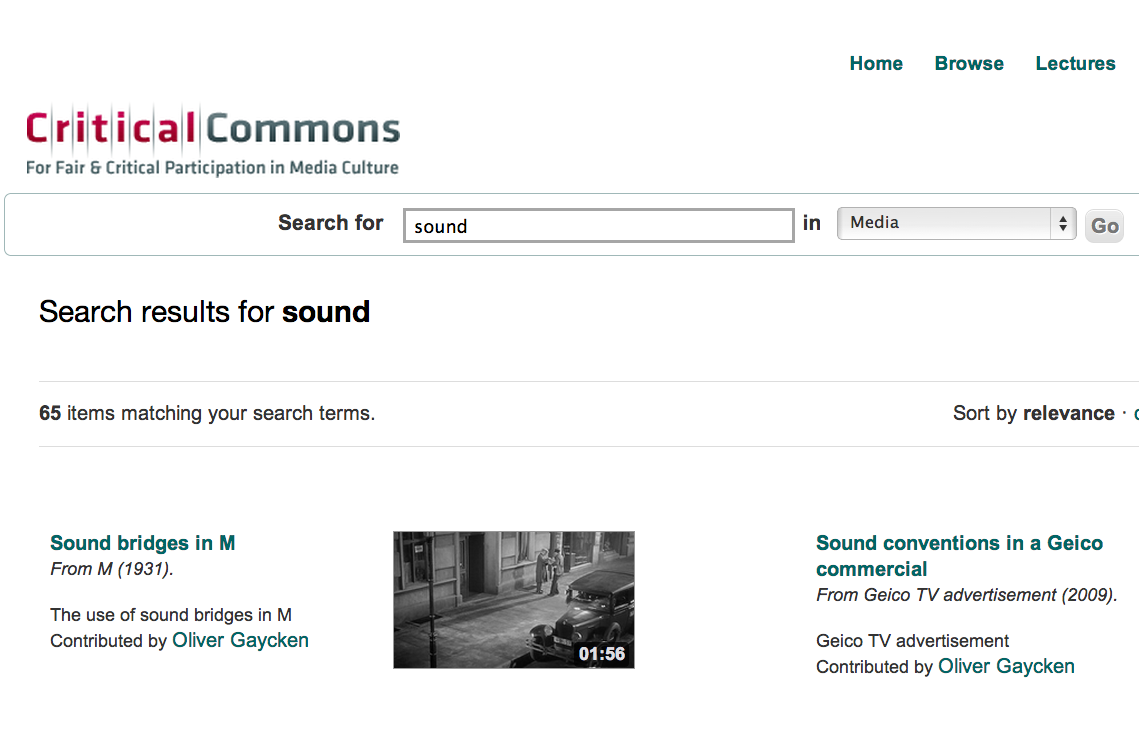 Home Browse Lectures
Critical Commons
For Fair & Critical Participation in Media Culture
Search for sound in Media Go
Search results for sound
65 items matching your search terms.
Sort by relevance ·
Sound bridges in M
From M (1931).
The use of sound bridges in M
Contributed by Oliver Gaycken
01:56
Sound conventions in a Geico
commercial
From Geico TV advertisement (2009).
Geico TV advertisement
Contributed by Oliver Gaycken